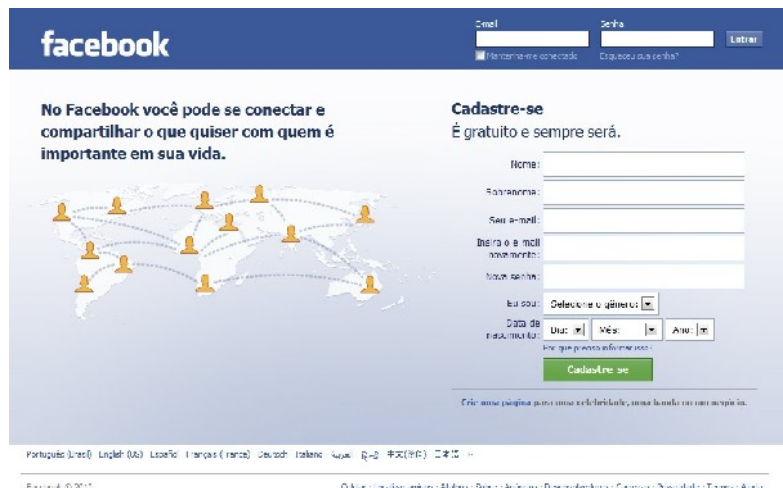 facebook
E-mail
Senha
Entrar
Mantenha-me conectado
Esqueceu sua senha?
No Facebook você pode se conectar e
compartilhar o que quiser com quem é
importante em sua vida.
Cadastre-se
É gratuito e sempre será.
Nome:
Sobrenome:
Seu e-mail:
Insira o e-mail
novamente:
Nova senha:
Eu sou: Selecione o gênero:
Data de
nascimento: Dia: Mês: Ano:
Por que preciso informar isso?
Cadastre-se
Crie uma página para uma celebridade, uma banda ou um negócio.
Português (Brasil) English (US) Español Français (France) Deutsch Italiano العربية हिन्दी 中文(简体) 日本語
Facebook ©